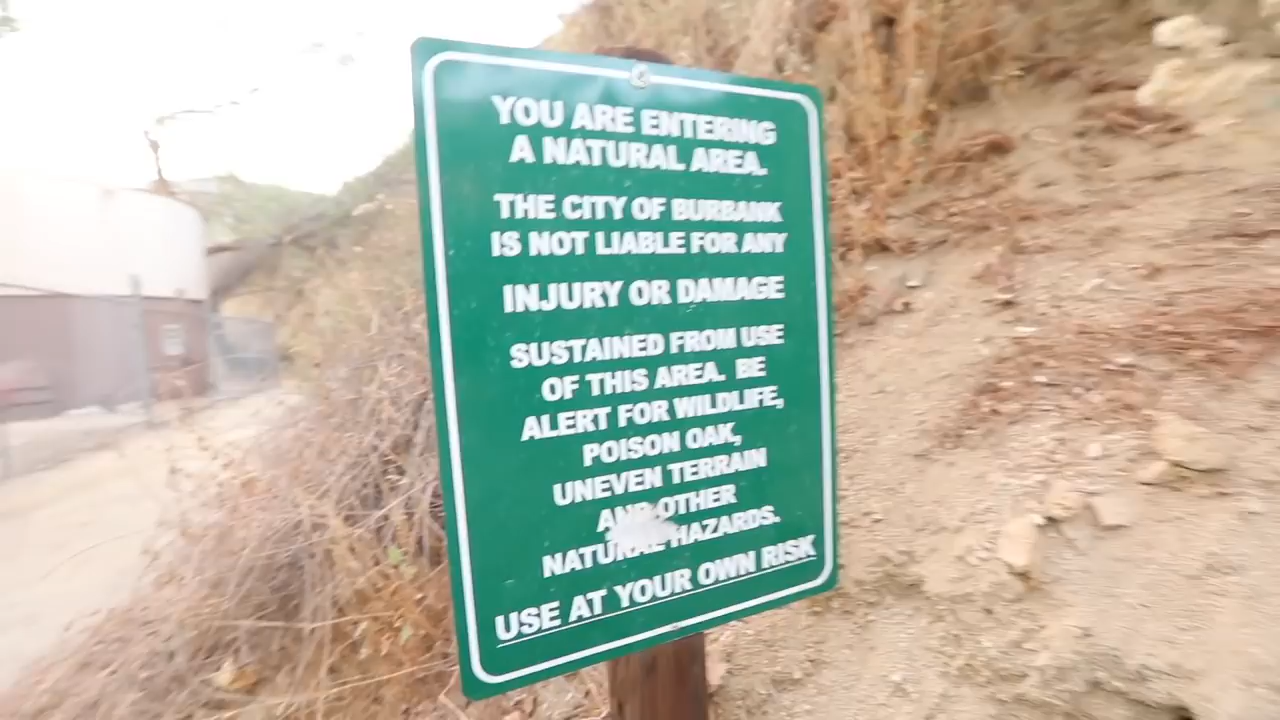 YOU ARE ENTERING
A NATURAL AREA.
THE CITY OF BURBANK
IS NOT LIABLE FOR ANY
INJURY OR DAMAGE
SUSTAINED FROM USE
OF THIS AREA. BE
ALERT FOR WILDLIFE,
POISON OAK,
UNEVEN TERRAIN
AND OTHER
NATURAL HAZARDS.
USE AT YOUR OWN RISK